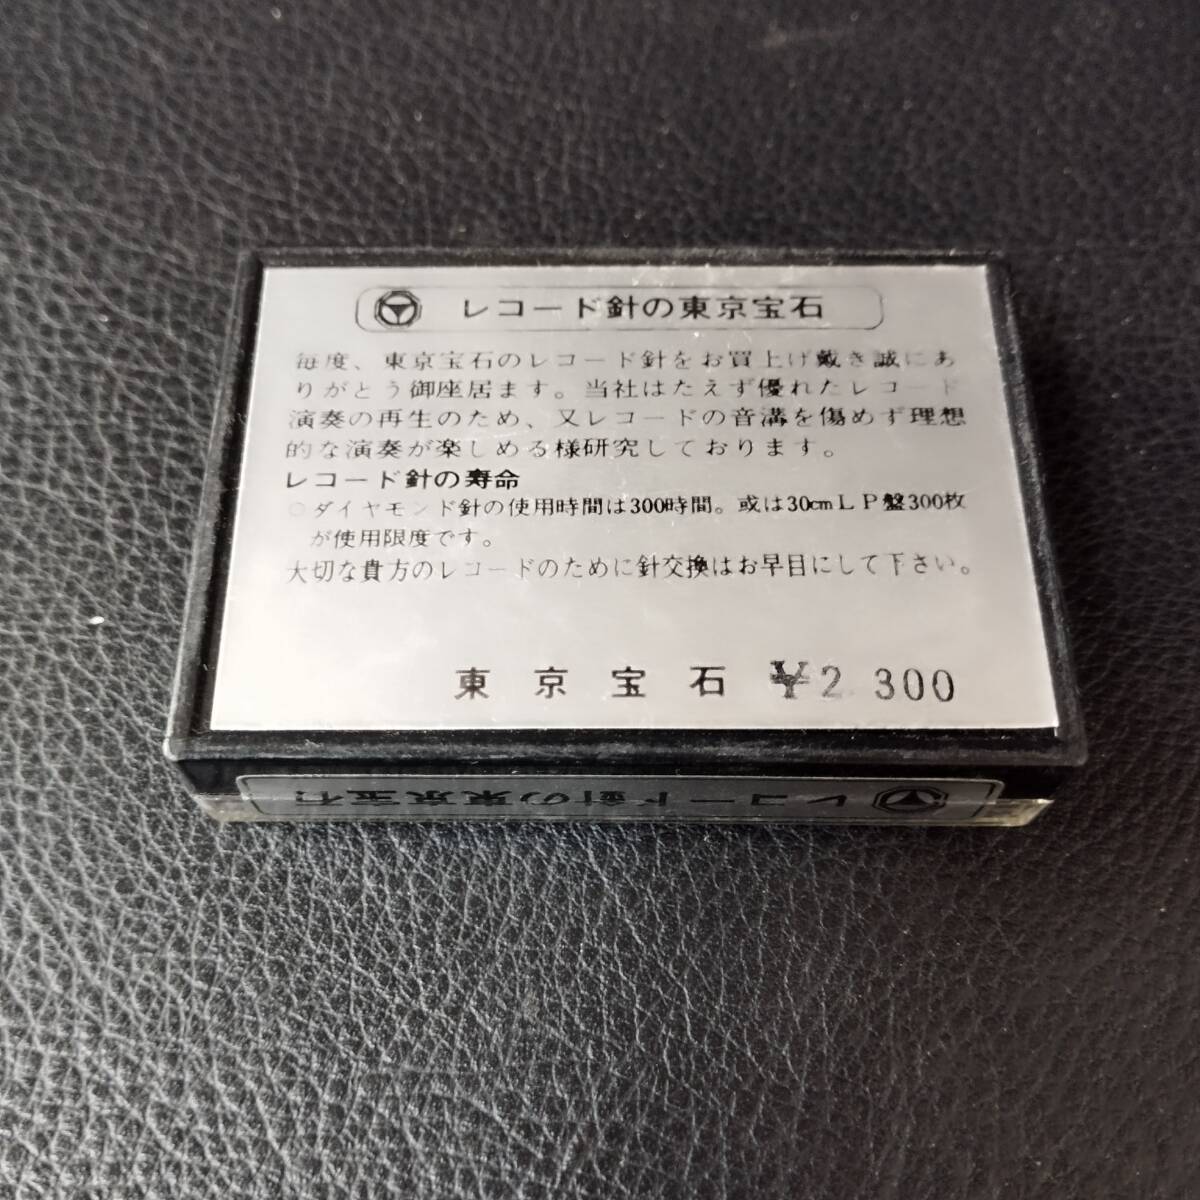 レコード針の東京宝石
毎度、東京宝石のレコード針をお買上げ戴き誠にあ
りがとう御座居ます。当社はたえず優れたレコード
演奏の再生のため、又レコードの音溝を傷めず理想
的な演奏が楽しめる様研究しております。
レコード針の寿命
○ダイヤモンド針の使用時間は300時間。或は30cmLP盤300枚
が使用限度です。
大切な貴方のレコードのために針交換はお早目にして下さい。
東京宝石 ¥2.300
レコード針の東京宝石